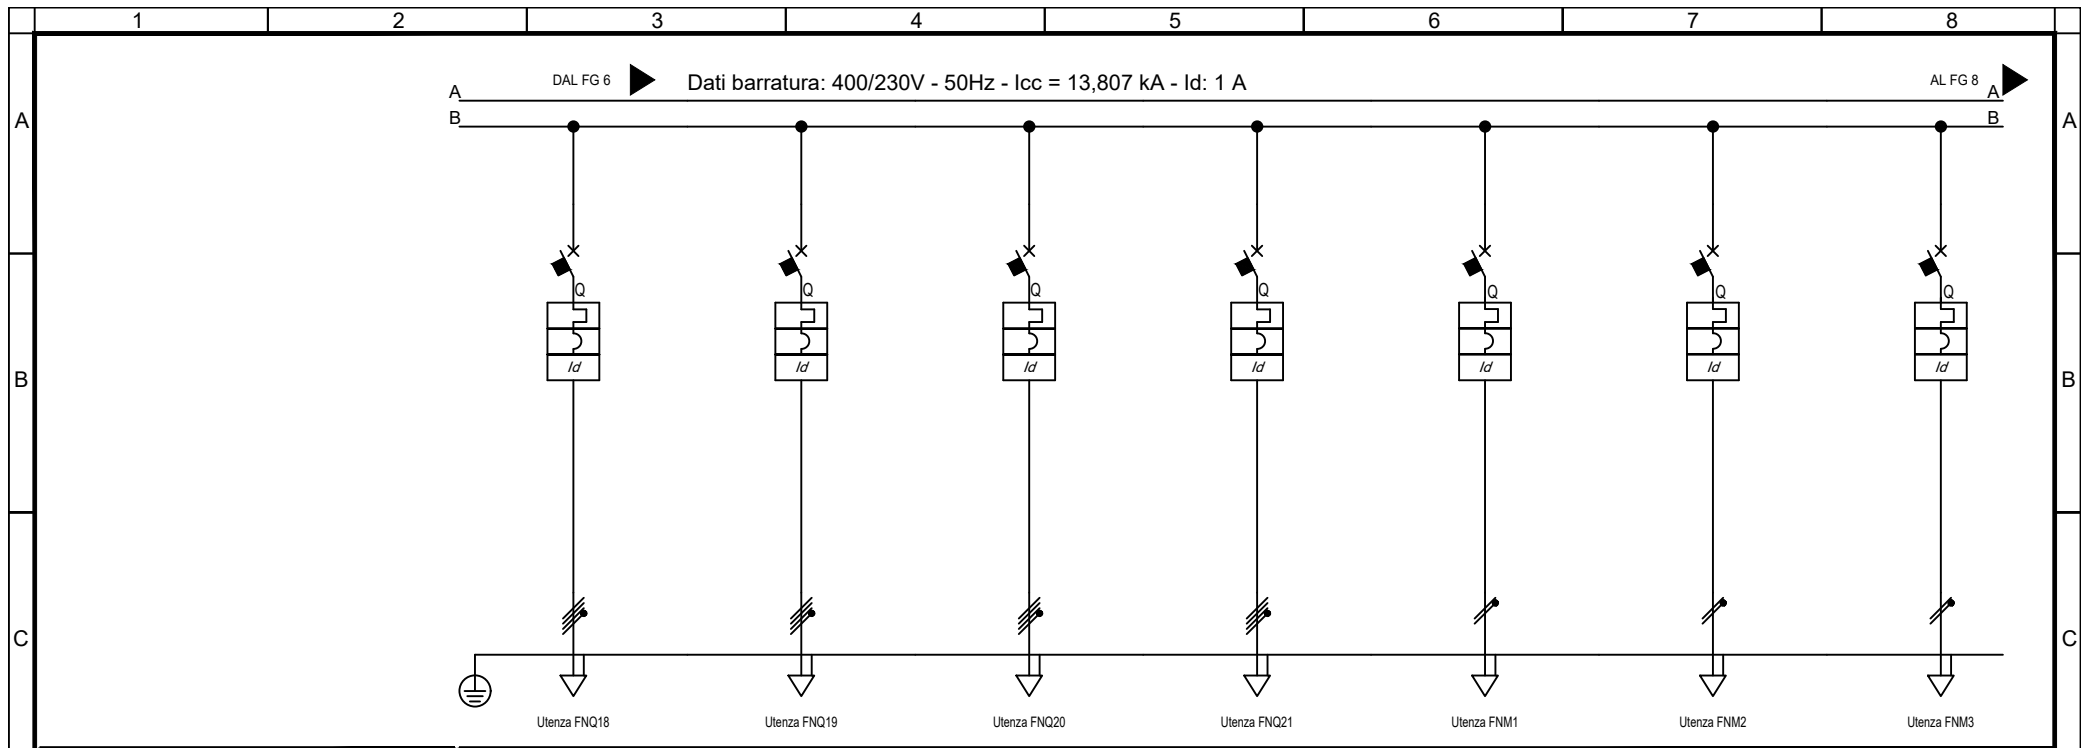 1 2 3 4 5 6 7 8
DAL FG 6 Dati barratura: 400/230V - 50Hz - Icc = 13,807 kA - Id: 1 A AL FG 8
A A
B B
A A
Q Q Q Q Q Q Q
Id Id Id Id Id Id Id
B B
C C
Utenza FNQ18 Utenza FNQ19 Utenza FNQ20 Utenza FNQ21 Utenza FNM1 Utenza FNM2 Utenza FNM3